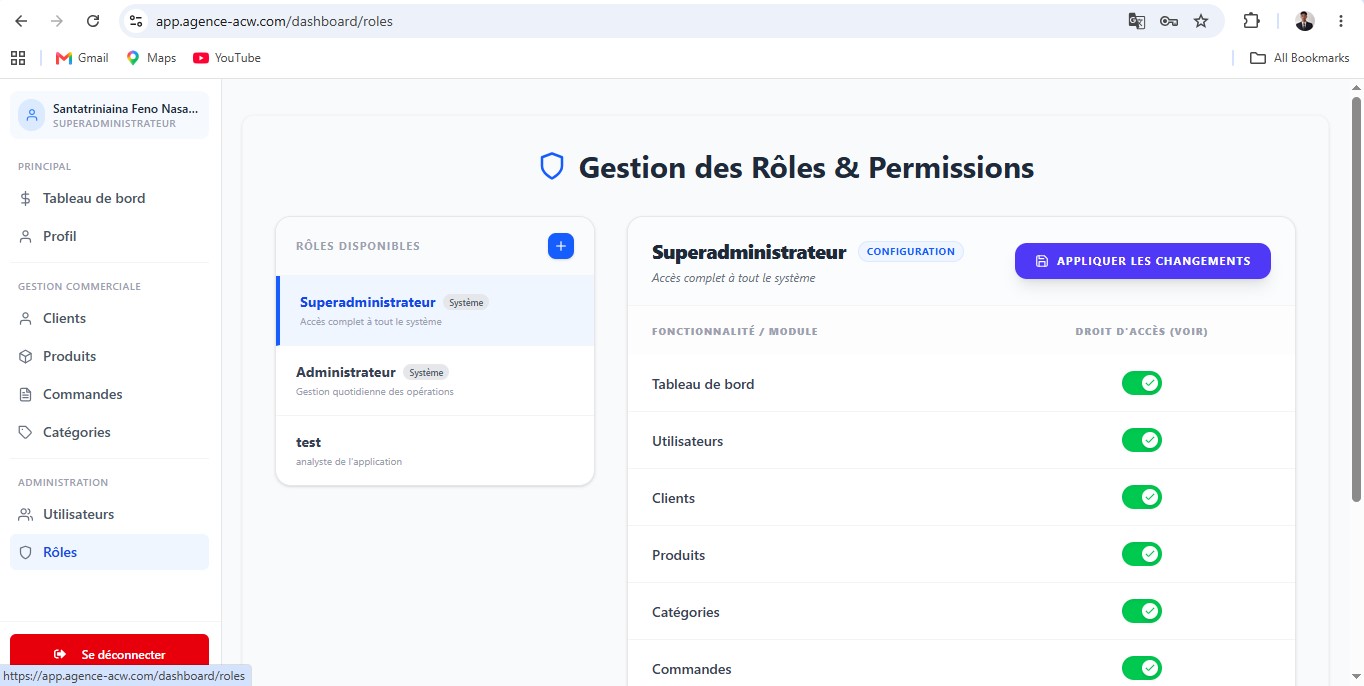 app.agence-acw.com/dashboard/roles
Gmail
Maps
YouTube
All Bookmarks
Santatriniaina Feno Nasa...
SUPERADMINISTRATEUR
PRINCIPAL
Tableau de bord
Profil
GESTION COMMERCIALE
Clients
Produits
Commandes
Catégories
ADMINISTRATION
Utilisateurs
Rôles
Se déconnecter
https://app.agence-acw.com/dashboard/roles
Gestion des Rôles & Permissions
RÔLES DISPONIBLES
Superadministrateur Système
Accès complet à tout le système
Administrateur Système
Gestion quotidienne des opérations
test
analyste de l'application
Superadministrateur CONFIGURATION
Accès complet à tout le système
APPLIQUER LES CHANGEMENTS
FONCTIONNALITÉ / MODULE DROIT D'ACCÈS (VOIR)
Tableau de bord
Utilisateurs
Clients
Produits
Catégories
Commandes